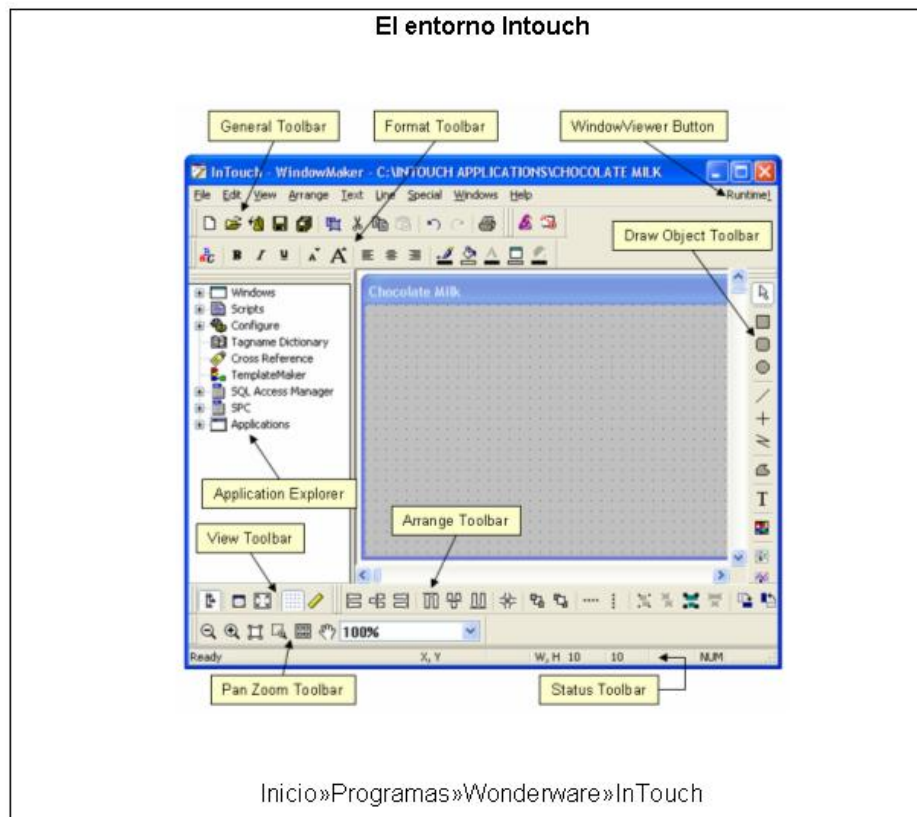 El entorno Intouch
General Toolbar
Format Toolbar
WindowViewer Button
InTouch - WindowMaker - C:\INTOUCH APPLICATIONS\CHOCOLATE MILK
File Edit View Arrange Text Line Special Windows Help Runtime!
Draw Object Toolbar
B I U A A
Windows
Scripts
Configure
Tagname Dictionary
Cross Reference
TemplateMaker
SQL Access Manager
SPC
Applications
Chocolate Milk
T
Application Explorer
Arrange Toolbar
View Toolbar
100%
Ready X, Y W, H 10 10 NUM
Pan Zoom Toolbar
Status Toolbar
Inicio»Programas»Wonderware»InTouch